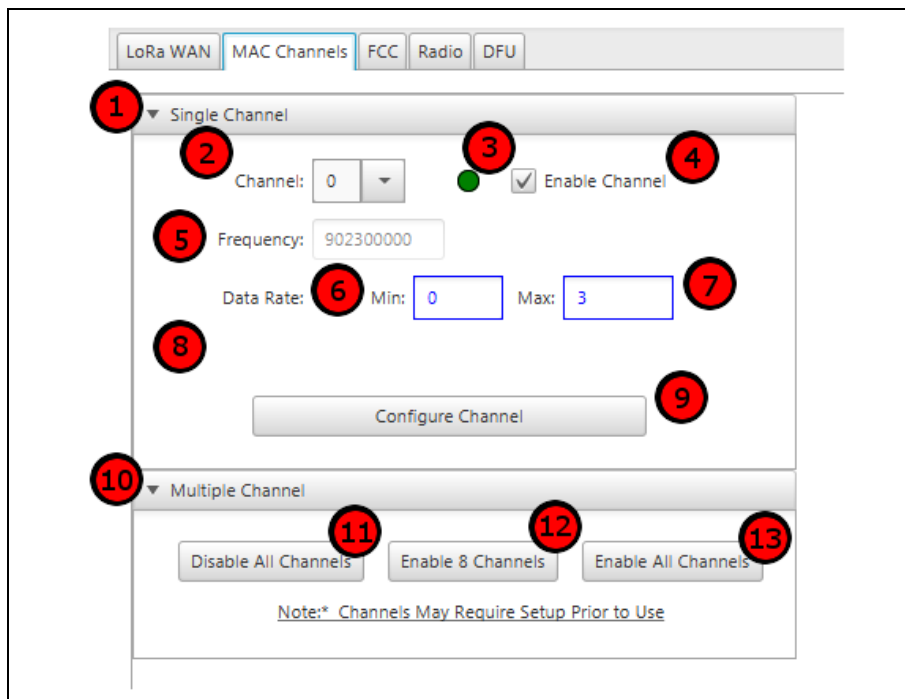 LoRa WAN MAC Channels FCC Radio DFU
1 Single Channel
2 3 4
Channel: 0 Enable Channel
5 Frequency: 902300000
Data Rate: 6 Min: 0 Max: 3 7
8
9
Configure Channel
10 Multiple Channel
11 12 13
Disable All Channels Enable 8 Channels Enable All Channels
Note:* Channels May Require Setup Prior to Use